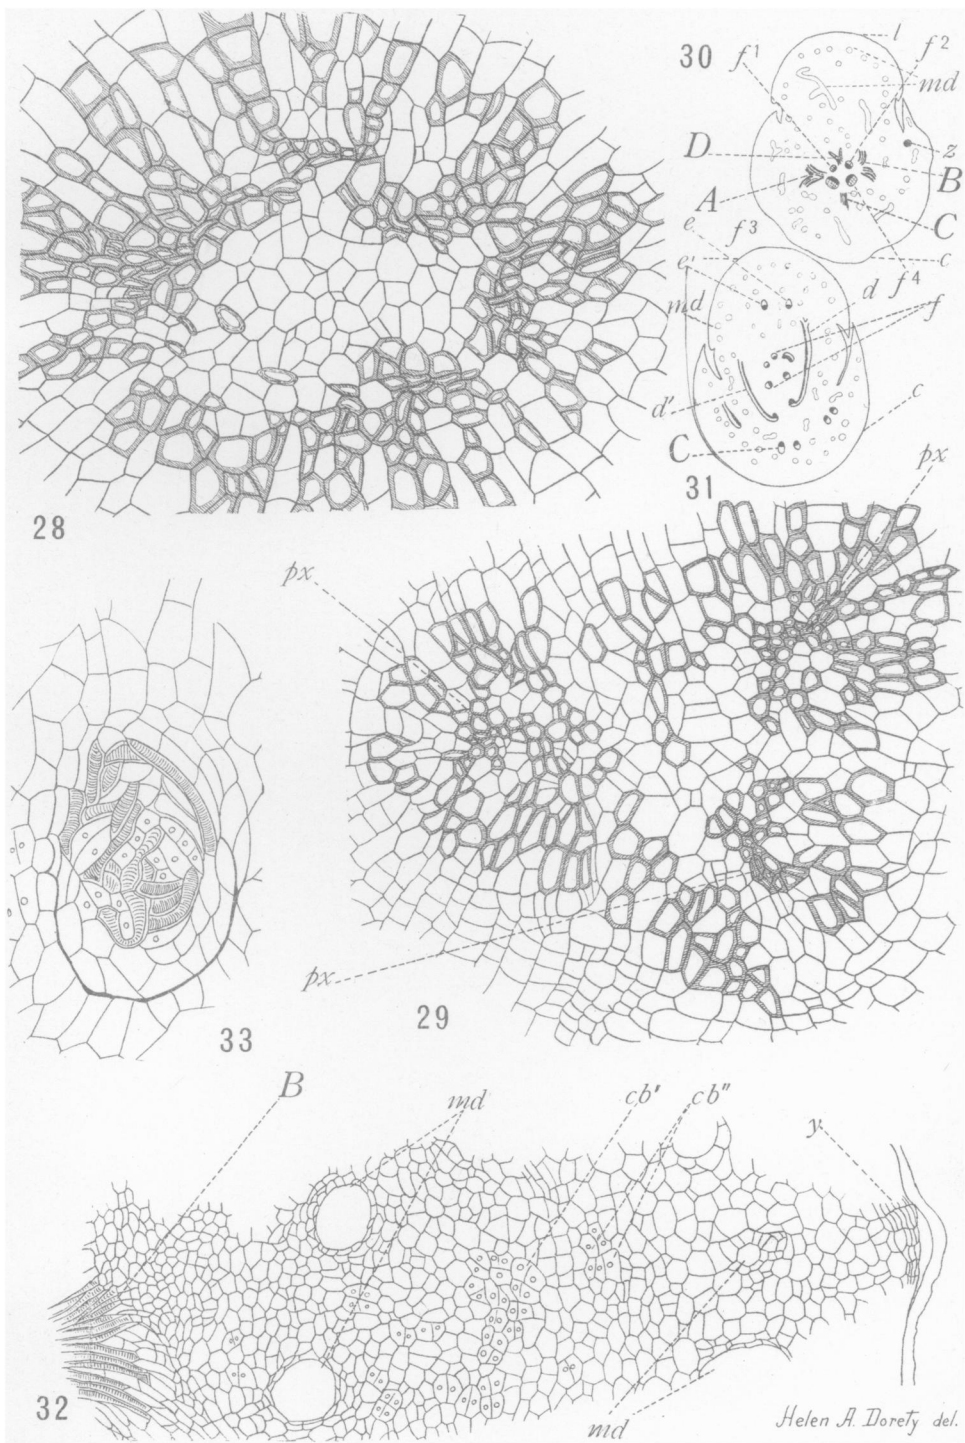 30 f¹ l f²
md
D z
A B
C
e f³ c
e' d f⁴ f
md
d' c
C
31 px
28
px
px
29
33
B md cb' cb" y
32
md
Helen A. Dorety del.